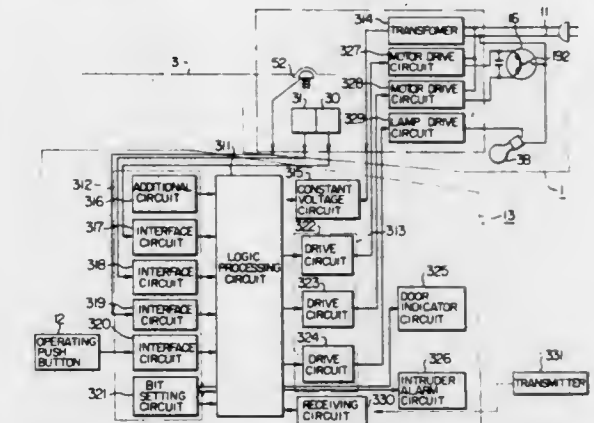 314
TRANSFOMER
16
11
327
MOTOR DRIVE
CIRCUIT
192
3
52
328
MOTOR DRIVE
CIRCUIT
31
30
329
LAMP DRIVE
CIRCUIT
38
311
1
312
315
13
316
ADDITIONAL
CIRCUIT
CONSTANT
VOLTAGE
CIRCUIT
317
INTERFACE
CIRCUIT
322
313
DRIVE
CIRCUIT
LOGIC
PROCESSING
CIRCUIT
318
INTERFACE
CIRCUIT
323
DRIVE
CIRCUIT
325
DOOR
INDICATOR
CIRCUIT
319
INTERFACE
CIRCUIT
12
320
OPERATING
PUSH
BUTTON
INTERFACE
CIRCUIT
324
DRIVE
CIRCUIT
326
INTRUDER
ALARM
CIRCUIT
331
TRANSMITTER
321
BIT
SETTING
CIRCUIT
330
RECEIVING
CIRCUIT